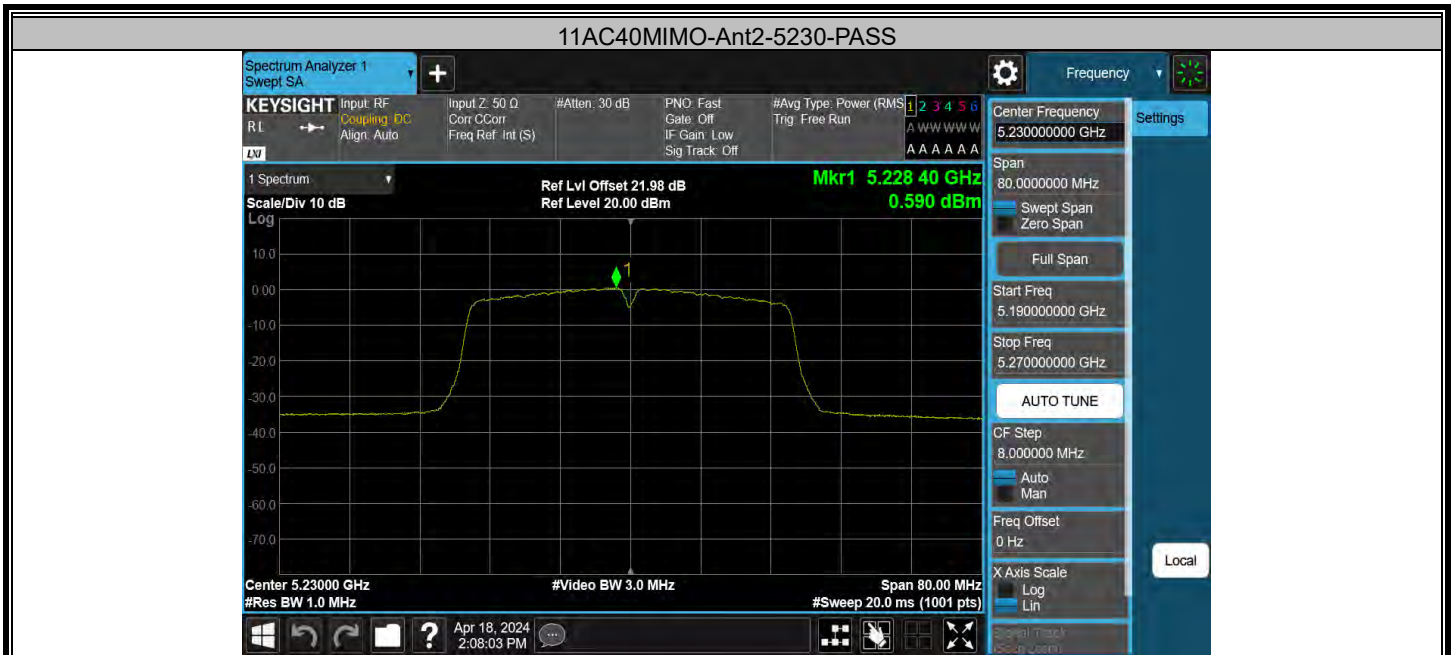 11AC40MIMO-Ant2-5230-PASS
Spectrum Analyzer 1
Swept SA
+
Frequency
KEYSIGHT
RL
LXI
Input: RF
Coupling: DC
Align: Auto
Input Z: 50 Ω
Corr CCorr
Freq Ref: Int (S)
#Atten: 30 dB
PNO: Fast
Gate: Off
IF Gain: Low
Sig Track: Off
#Avg Type: Power (RMS
Trig: Free Run
1 2 3 4 5 6
A W W W W W
A A A A A A
1 Spectrum
Scale/Div 10 dB
Log
Ref Lvl Offset 21.98 dB
Ref Level 20.00 dBm
Mkr1 5.228 40 GHz
0.590 dBm
1
10.0
0.00
-10.0
-20.0
-30.0
-40.0
-50.0
-60.0
-70.0
Center 5.23000 GHz
#Res BW 1.0 MHz
#Video BW 3.0 MHz
Span 80.00 MHz
#Sweep 20.0 ms (1001 pts)
Center Frequency
5.230000000 GHz
Settings
Span
80.0000000 MHz
Swept Span
Zero Span
Full Span
Start Freq
5.190000000 GHz
Stop Freq
5.270000000 GHz
AUTO TUNE
CF Step
8.000000 MHz
Auto
Man
Freq Offset
0 Hz
X Axis Scale
Log
Lin
Local
?
Apr 18, 2024
2:08:03 PM